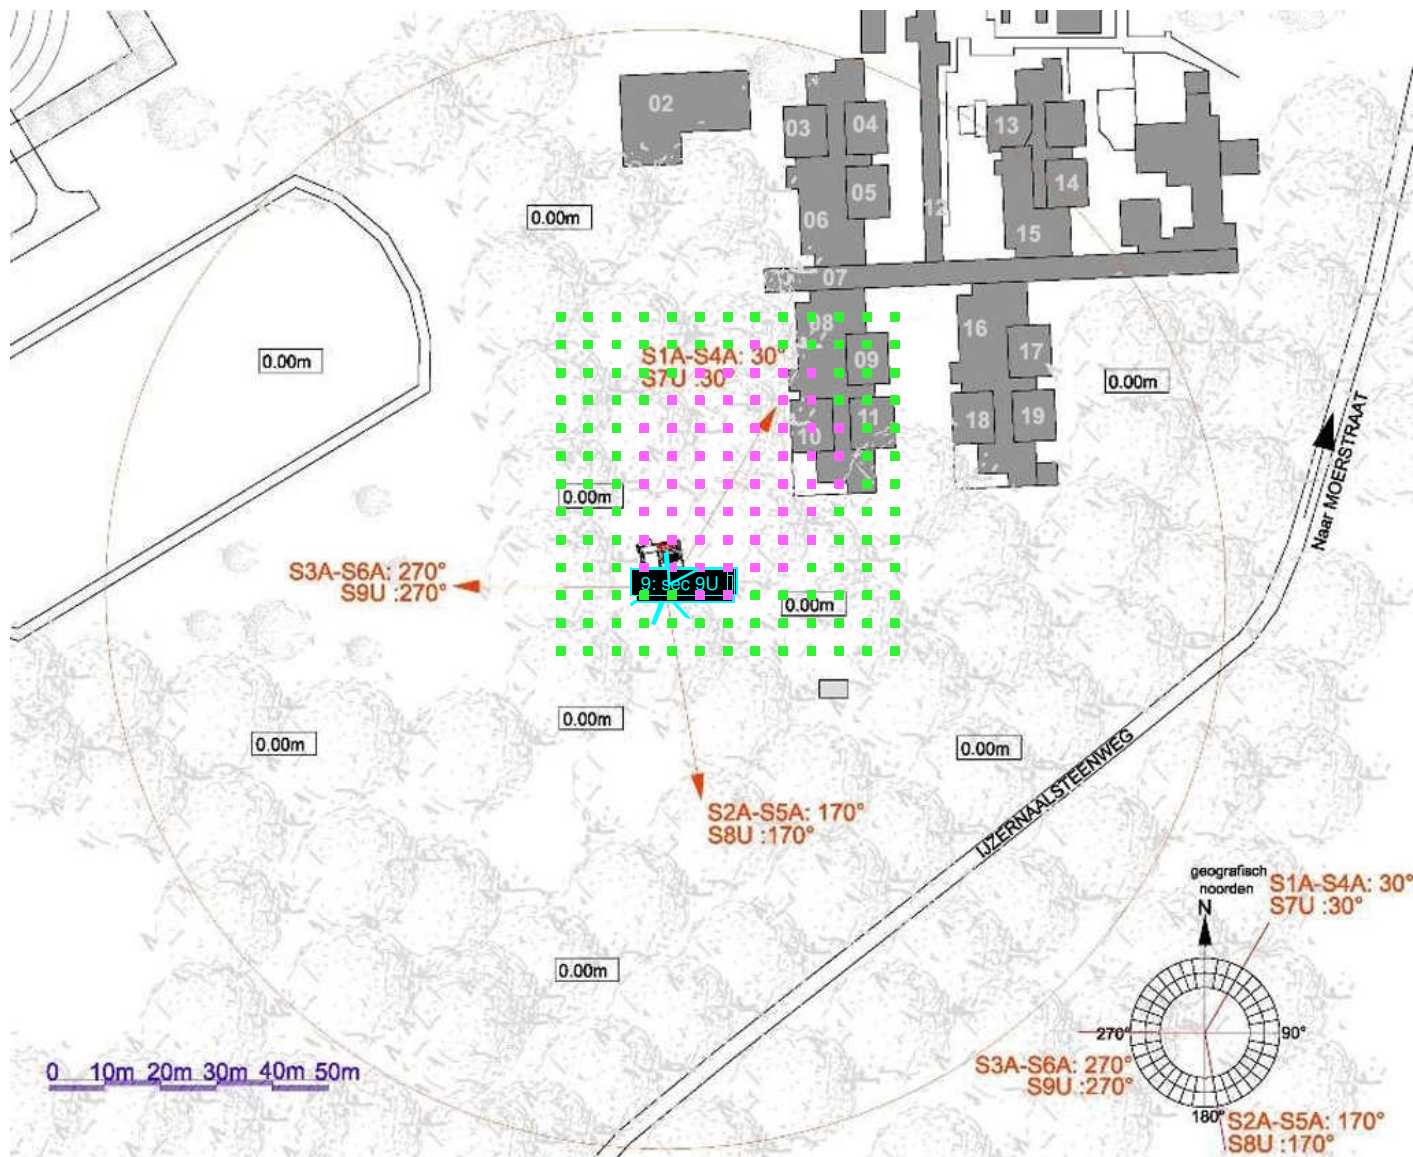 02
03
04
13
14
05
06
12
15
0.00m
07
08
16
S1A-S4A: 30°
S7U :30°
09
17
0.00m
0.00m
10
11
18
19
Naar MOERSTRAAT
0.00m
S3A-S6A: 270°
S9U :270°
9: sec 9U
0.00m
0.00m
0.00m
0.00m
IJZERNAALSTEENWEG
S2A-S5A: 170°
S8U :170°
geografisch
noorden
N
S1A-S4A: 30°
S7U :30°
0.00m
270°
90°
S3A-S6A: 270°
S9U :270°
180°
S2A-S5A: 170°
S8U :170°
0 10m 20m 30m 40m 50m